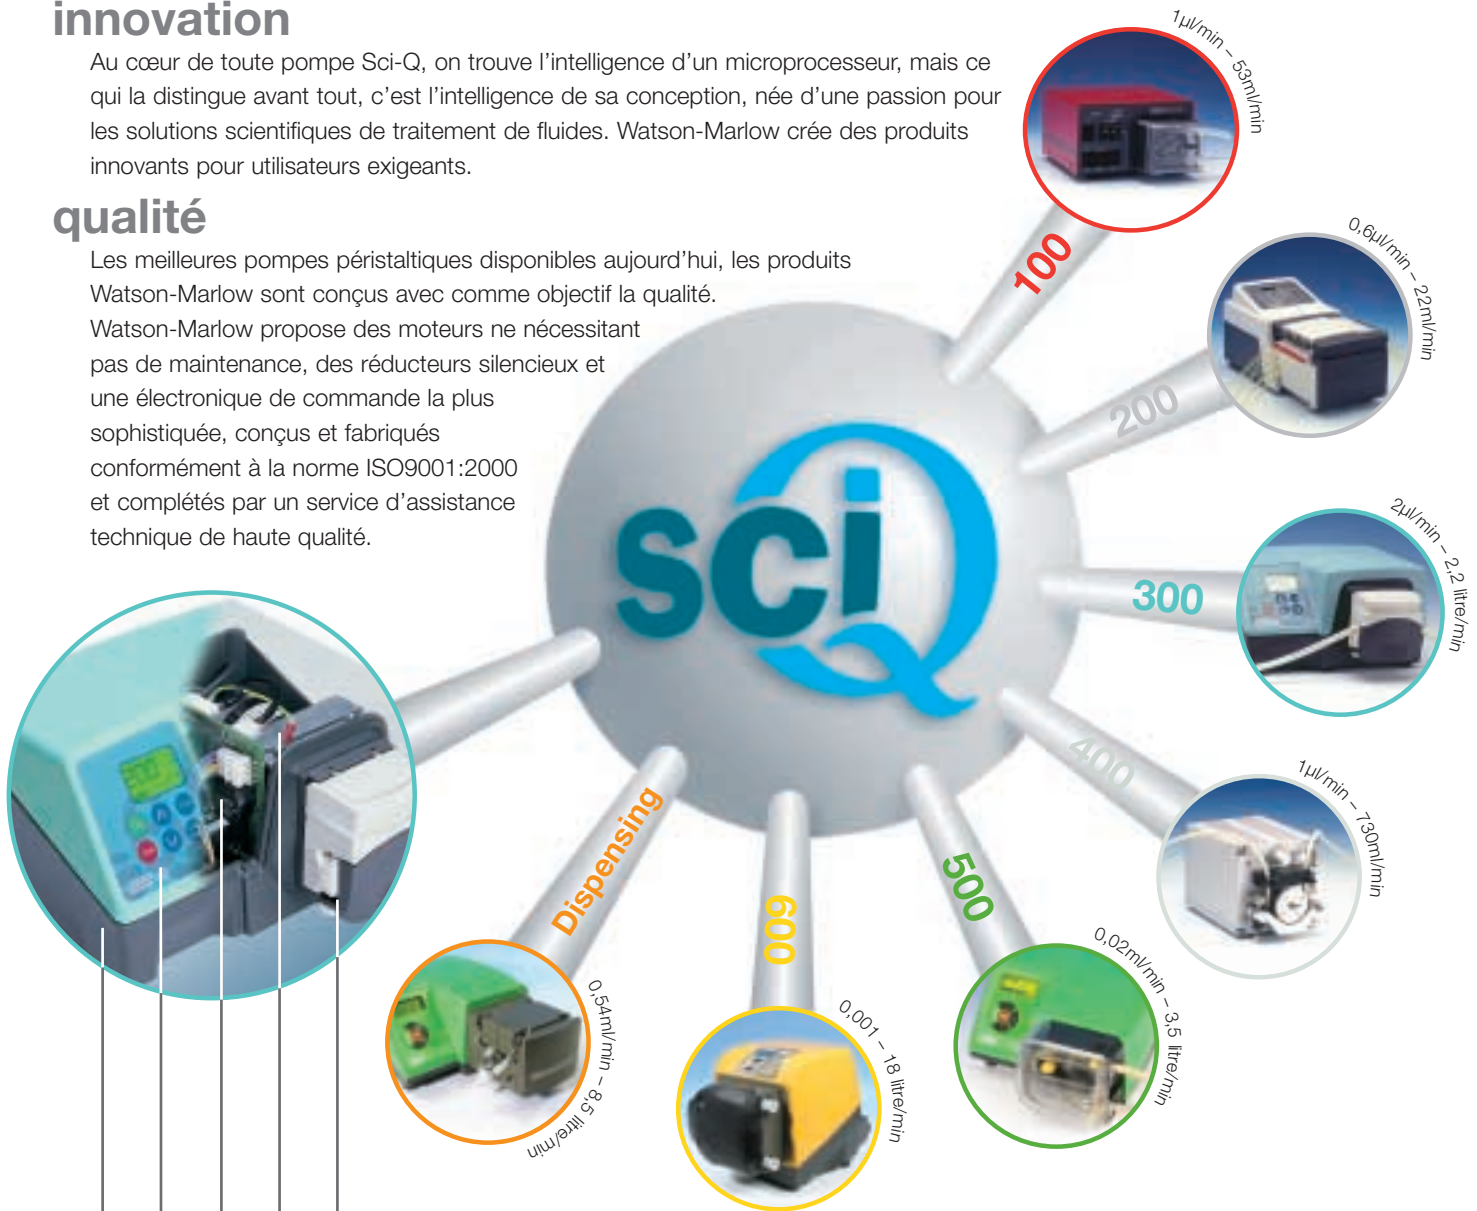 innovation
Au cœur de toute pompe Sci-Q, on trouve l’intelligence d’un microprocesseur, mais ce
qui la distingue avant tout, c’est l’intelligence de sa conception, née d’une passion pour
les solutions scientifiques de traitement de fluides. Watson-Marlow crée des produits
innovants pour utilisateurs exigeants.
qualité
Les meilleures pompes péristaltiques disponibles aujourd’hui, les produits
Watson-Marlow sont conçus avec comme objectif la qualité.
Watson-Marlow propose des moteurs ne nécessitant
pas de maintenance, des réducteurs silencieux et
une électronique de commande la plus
sophistiquée, conçus et fabriqués
conformément à la norme ISO9001:2000
et complétés par un service d’assistance
technique de haute qualité.
sciQ
100
1µl/min – 53ml/min
200
0,6µl/min – 22ml/min
300
2µl/min – 2,2 litre/min
400
1µl/min – 730ml/min
500
0,02ml/min – 3,5 litre/min
600
0,001 – 18 litre/min
Dispensing
0,54ml/min – 8,5 litre/min